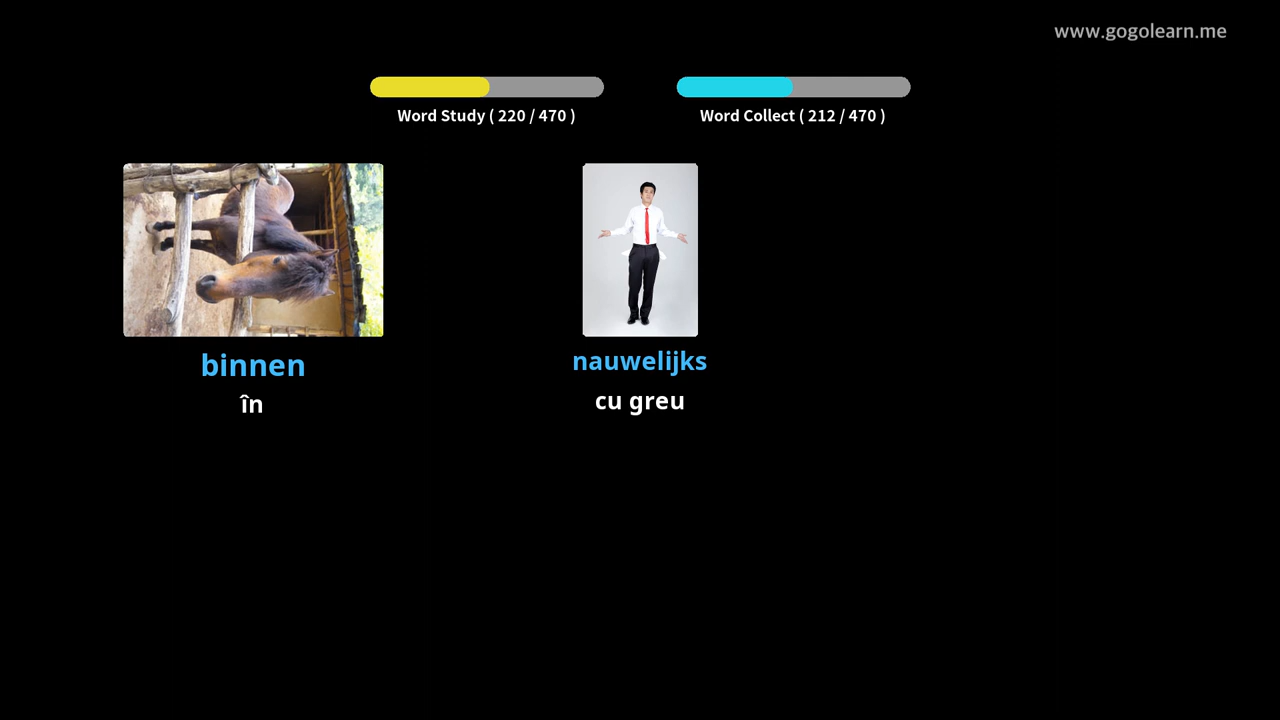 www.gogolearn.me
Word Study ( 220 / 470 )
Word Collect ( 212 / 470 )
binnen
în
nauwelijks
cu greu